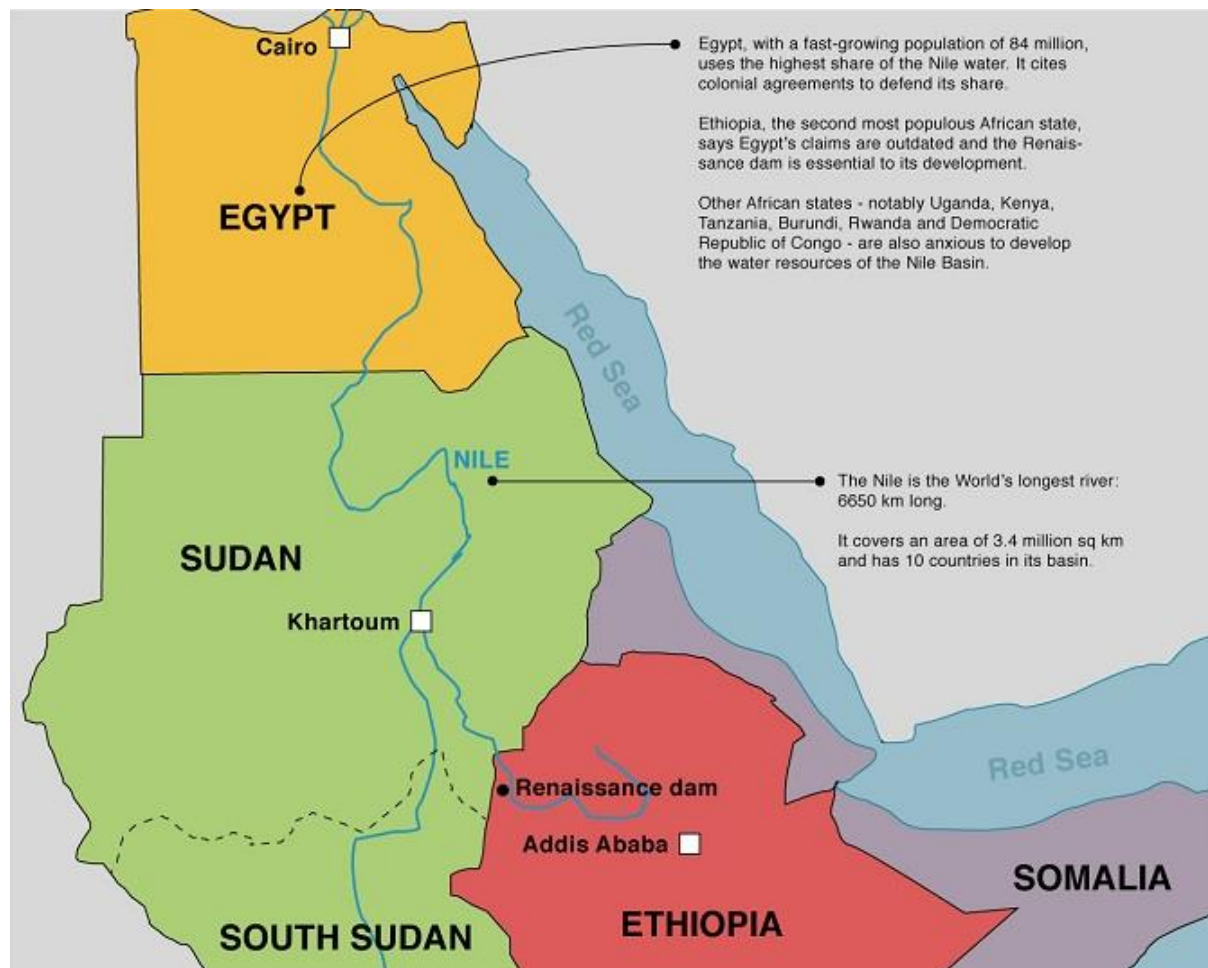 Cairo
Egypt, with a fast-growing population of 84 million,
uses the highest share of the Nile water. It cites
colonial agreements to defend its share.
Ethiopia, the second most populous African state,
says Egypt's claims are outdated and the Renais-
sance dam is essential to its development.
Other African states - notably Uganda, Kenya,
Tanzania, Burundi, Rwanda and Democratic
Republic of Congo - are also anxious to develop
the water resources of the Nile Basin.
EGYPT
Red Sea
NILE
The Nile is the World's longest river:
6650 km long.
It covers an area of 3.4 million sq km
and has 10 countries in its basin.
SUDAN
Khartoum
Red Sea
Renaissance dam
Addis Ababa
SOMALIA
ETHIOPIA
SOUTH SUDAN